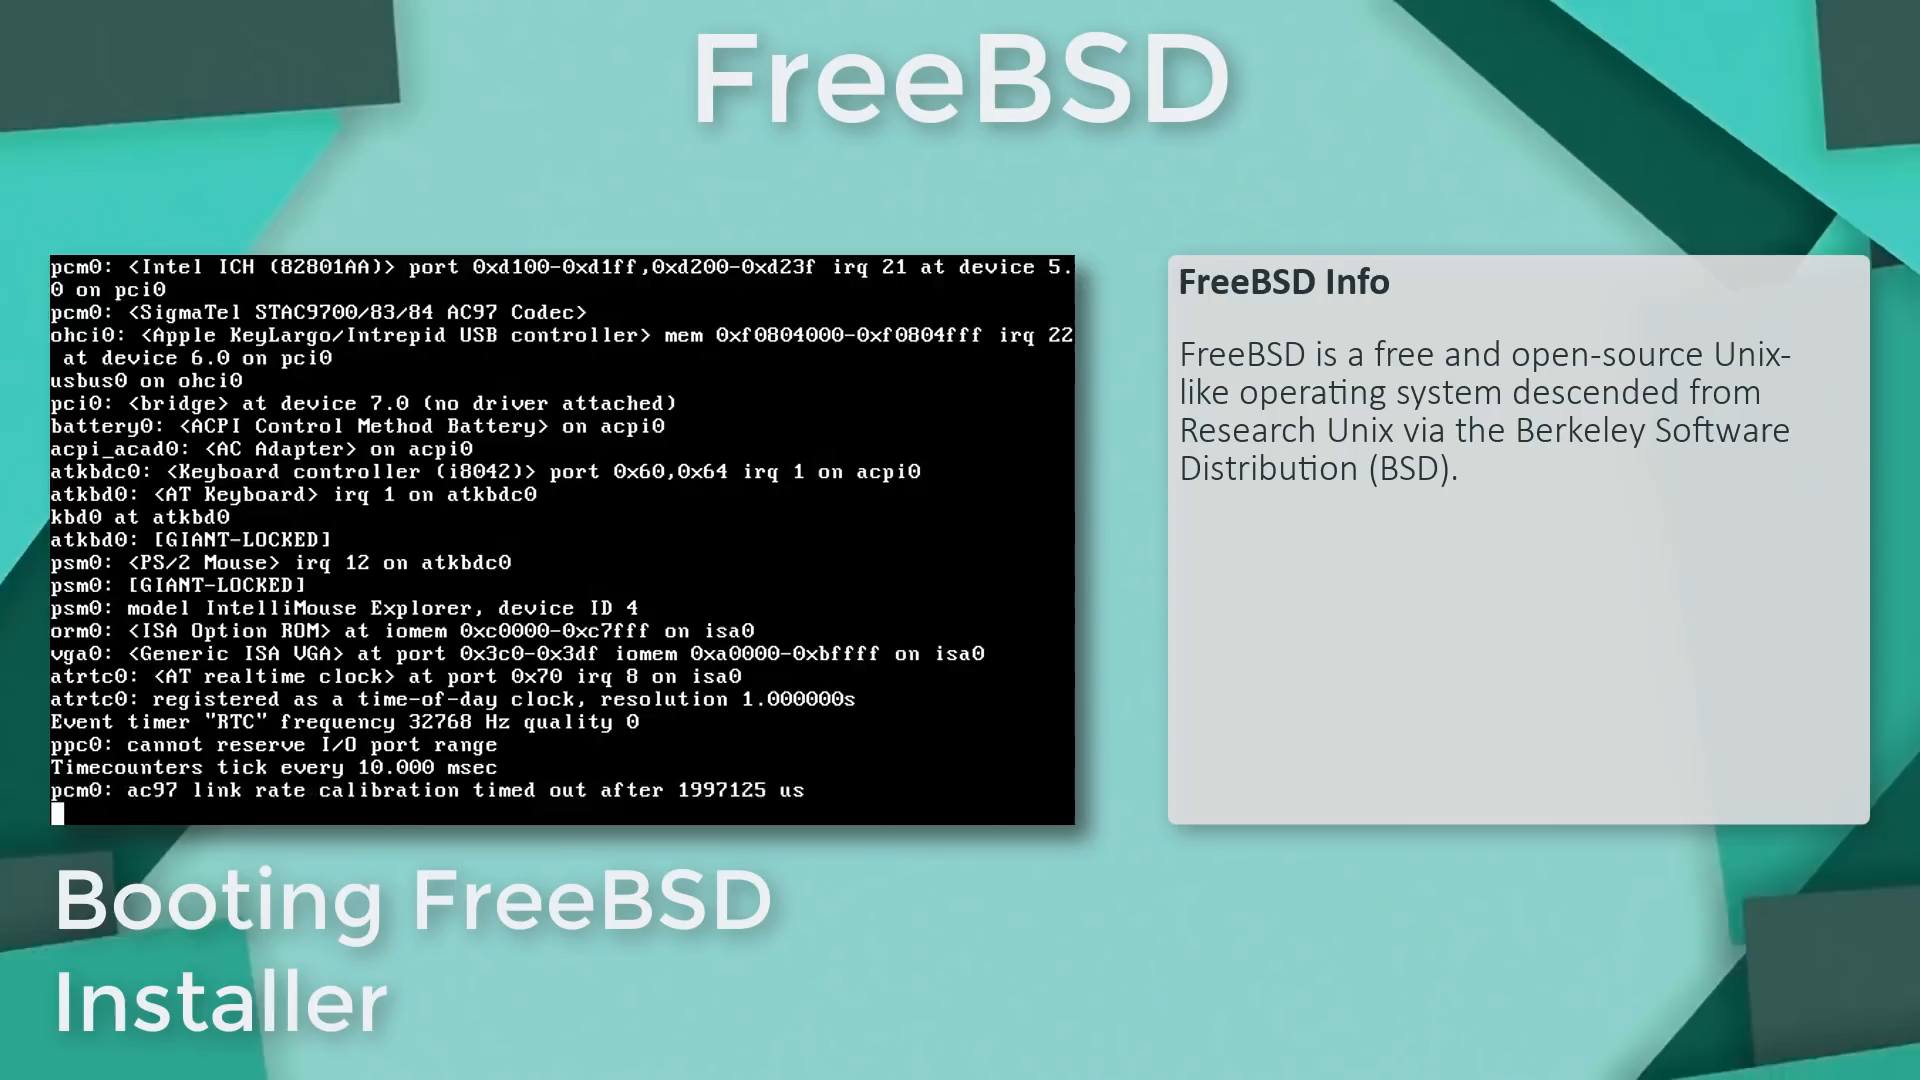 FreeBSD
pcm0: <Intel ICH (82801AA)> port 0xd100-0xd1ff,0xd200-0xd23f irq 21 at device 5.
0 on pci0
pcm0: <SigmaTel STAC9700/83/84 AC97 Codec>
ohci0: <Apple KeyLargo/Intrepid USB controller> mem 0xf0804000-0xf0804fff irq 22
at device 6.0 on pci0
usbus0 on ohci0
pci0: <bridge> at device 7.0 (no driver attached)
battery0: <ACPI Control Method Battery> on acpi0
acpi_acad0: <AC Adapter> on acpi0
atkbdc0: <Keyboard controller (i8042)> port 0x60,0x64 irq 1 on acpi0
atkbd0: <AT Keyboard> irq 1 on atkbdc0
kbd0 at atkbd0
atkbd0: [GIANT-LOCKED]
psm0: <PS/2 Mouse> irq 12 on atkbdc0
psm0: [GIANT-LOCKED]
psm0: model IntelliMouse Explorer, device ID 4
orm0: <ISA Option ROM> at iomem 0xc0000-0xc7fff on isa0
vga0: <Generic ISA VGA> at port 0x3c0-0x3df iomem 0xa0000-0xbffff on isa0
atrtc0: <AT realtime clock> at port 0x70 irq 8 on isa0
atrtc0: registered as a time-of-day clock, resolution 1.000000s
Event timer "RTC" frequency 32768 Hz quality 0
ppc0: cannot reserve I/O port range
Timecounters tick every 10.000 msec
pcm0: ac97 link rate calibration timed out after 1997125 us
FreeBSD Info
FreeBSD is a free and open-source Unix-
like operating system descended from
Research Unix via the Berkeley Software
Distribution (BSD).
Booting FreeBSD
Installer